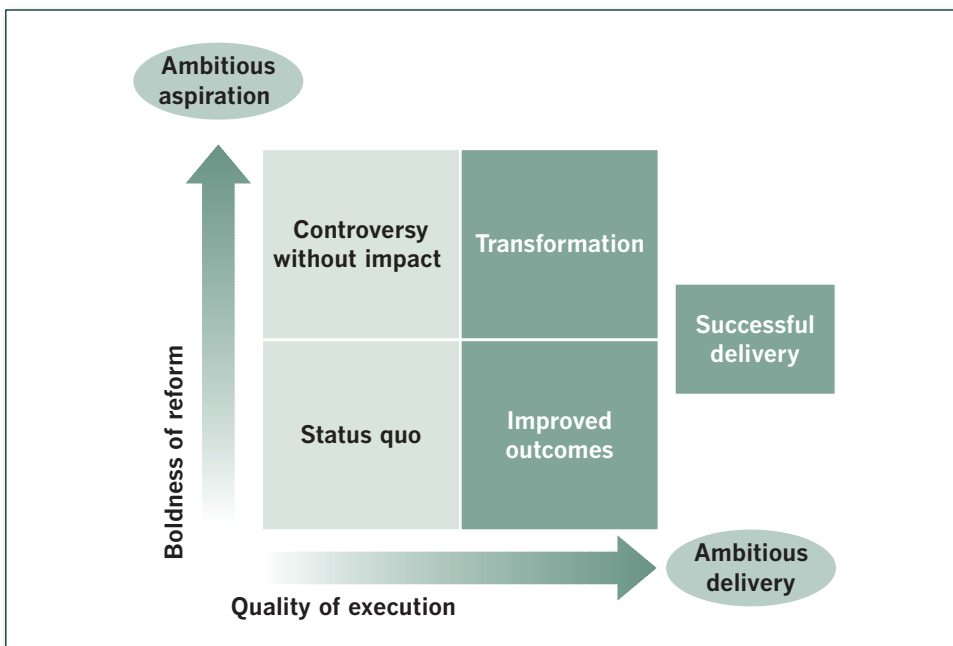 Ambitious
aspiration
Controversy
without impact
Transformation
Successful
delivery
Boldness of reform
Status quo
Improved
outcomes
Ambitious
delivery
Quality of execution